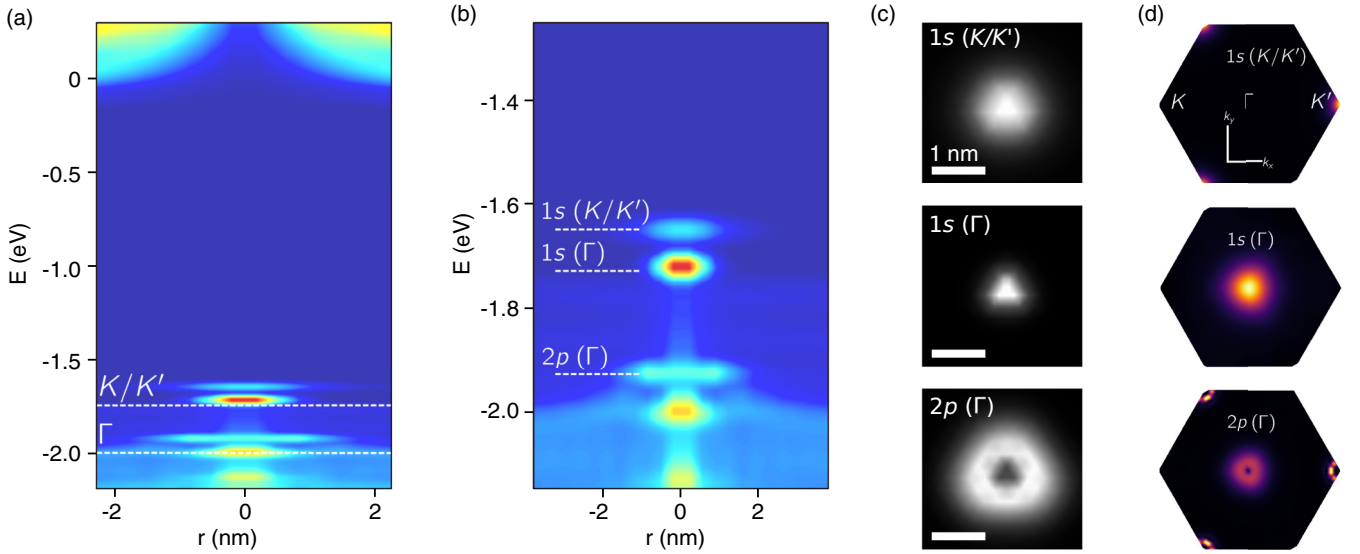 (a)
E (eV)
0
-0.5
-1.0
-1.5
K/K′
Γ
-2.0
-2
0
2
r (nm)
(b)
E (eV)
-1.4
-1.6
1s (K/K′)
1s (Γ)
-1.8
2p (Γ)
-2.0
-2
0
2
r (nm)
(c)
1s (K/K')
1 nm
1s (Γ)
2p (Γ)
(d)
1s (K/K′)
K
Γ
K′
k_y
k_x
1s (Γ)
2p (Γ)